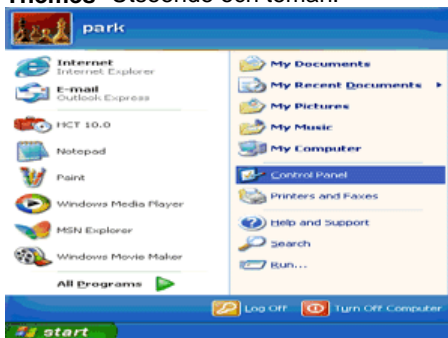 park
Internet
Internet Explorer
E-mail
Outlook Express
HCT 10.0
Notepad
Paint
Windows Media Player
MSN Explorer
Windows Movie Maker
All Programs
My Documents
My Recent Documents
My Pictures
My Music
My Computer
Control Panel
Printers and Faxes
Help and Support
Search
Run...
Log Off
Turn Off Computer
start